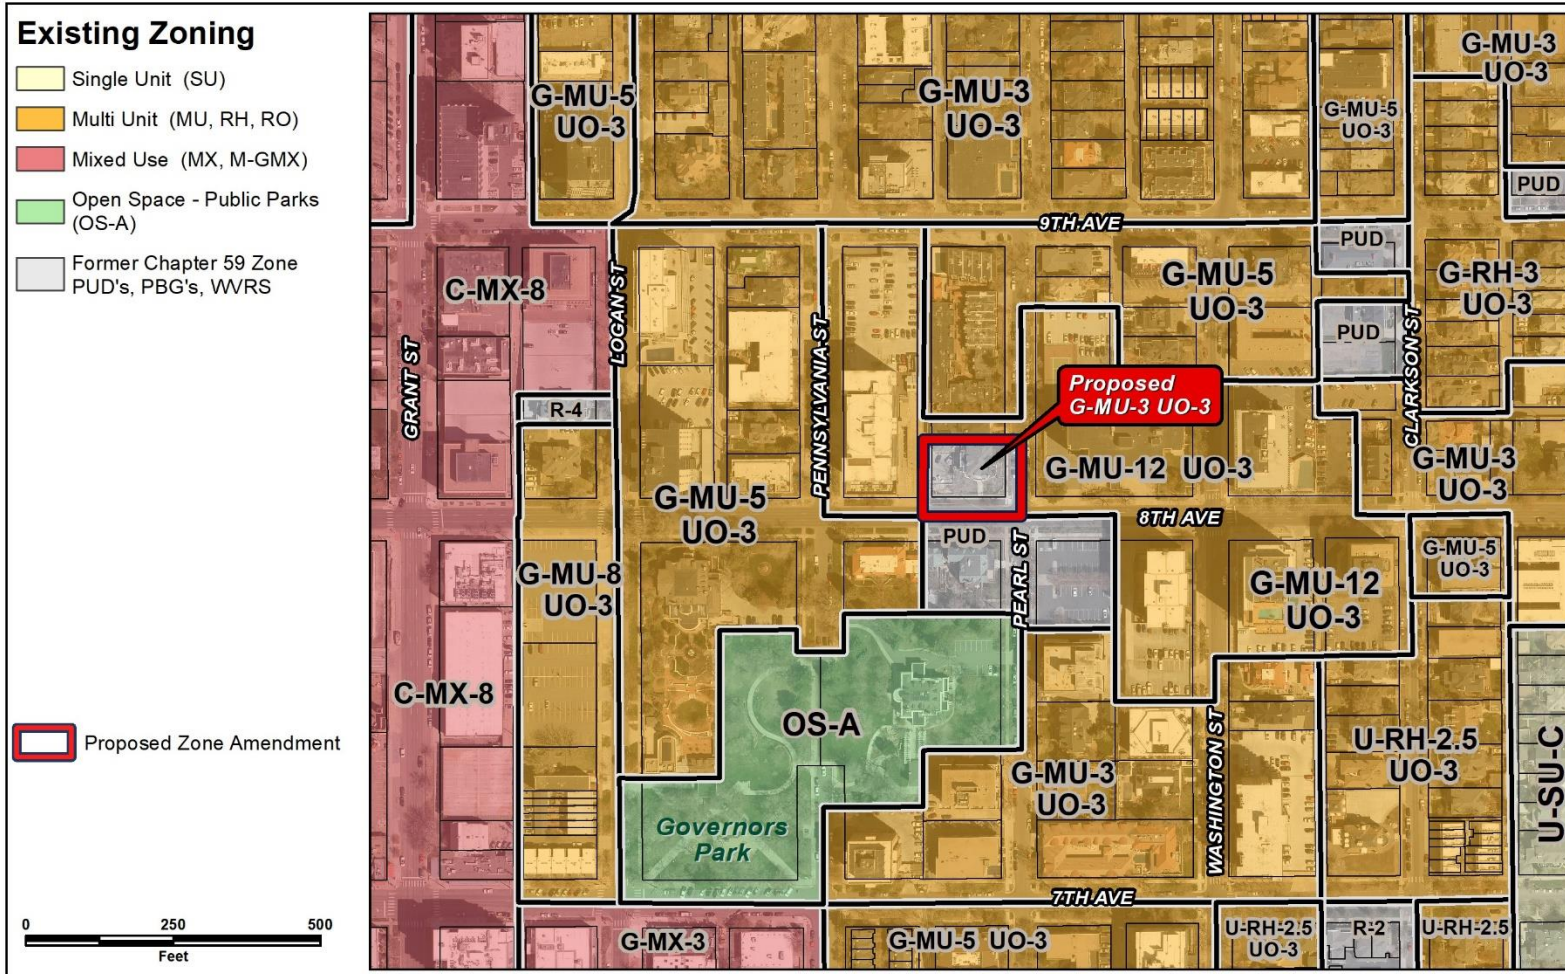 Existing Zoning
Single Unit (SU)
Multi Unit (MU, RH, RO)
Mixed Use (MX, M-GMX)
Open Space - Public Parks
(OS-A)
Former Chapter 59 Zone
PUD's, PBG's, WVRS
Proposed Zone Amendment
0 250 500
Feet
G-MU-5
UO-3
G-MU-3
UO-3
G-MU-5
UO-3
G-MU-3
UO-3
PUD
9TH AVE
PUD
C-MX-8
LOGAN ST
GRANT ST
PENNSYLVANIA ST
G-MU-5
UO-3
G-RH-3
UO-3
PUD
CLARKSON ST
Proposed
G-MU-3 UO-3
R-4
G-MU-12 UO-3
G-MU-3
UO-3
G-MU-5
UO-3
8TH AVE
PUD
PEARL ST
G-MU-8
UO-3
G-MU-12
UO-3
G-MU-5
UO-3
C-MX-8
OS-A
Governors
Park
G-MU-3
UO-3
WASHINGTON ST
U-RH-2.5
UO-3
U-SU-C
7TH AVE
G-MX-3
G-MU-5 UO-3
U-RH-2.5
UO-3
R-2
U-RH-2.5